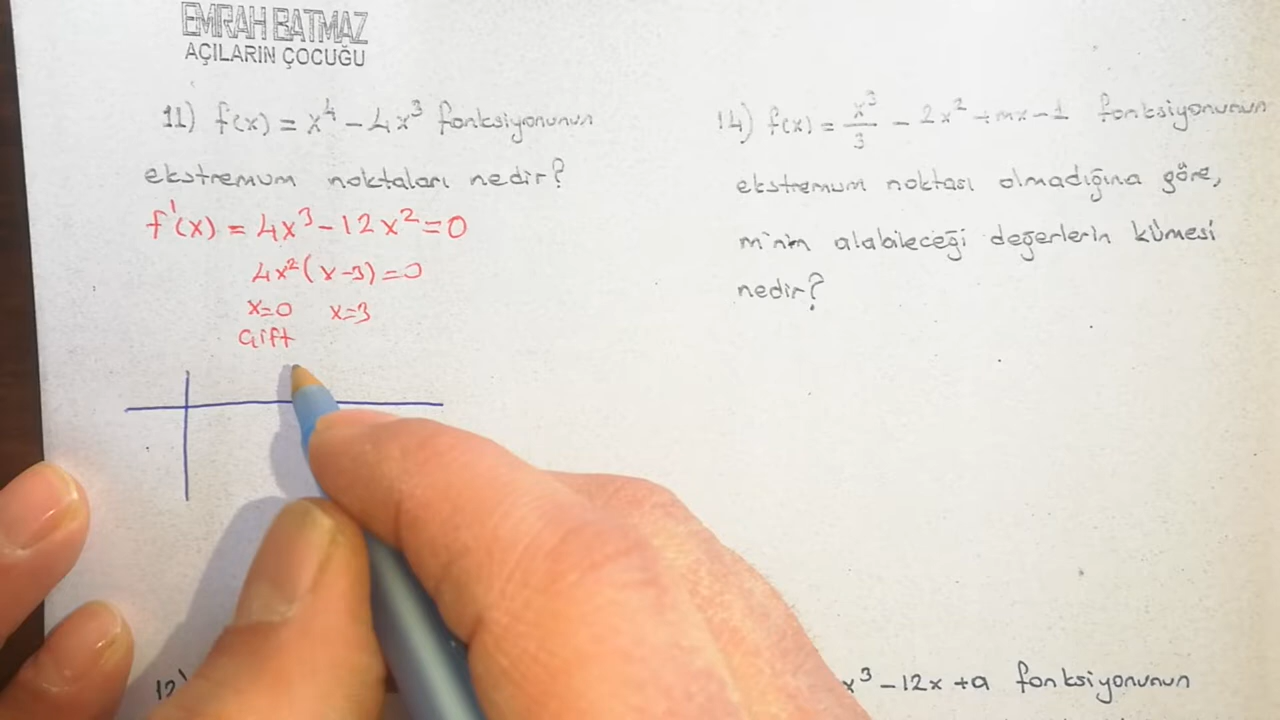 EMRAH BATMAZ
AÇILARIN ÇOCUĞU
11) f(x) = x⁴ - 4x³ fonksiyonunun
ekstremum noktaları nedir?
f'(x) = 4x³ - 12x² = 0
4x²(x-3) = 0
x=0 x=3
Çift
12)
14) f(x) = x³/3 - 2x² + mx - 1 fonksiyonunun
ekstremum noktası olmadığına göre,
m'nin alabileceği değerlerin kümesi
nedir?
x³ - 12x + a fonksiyonunun